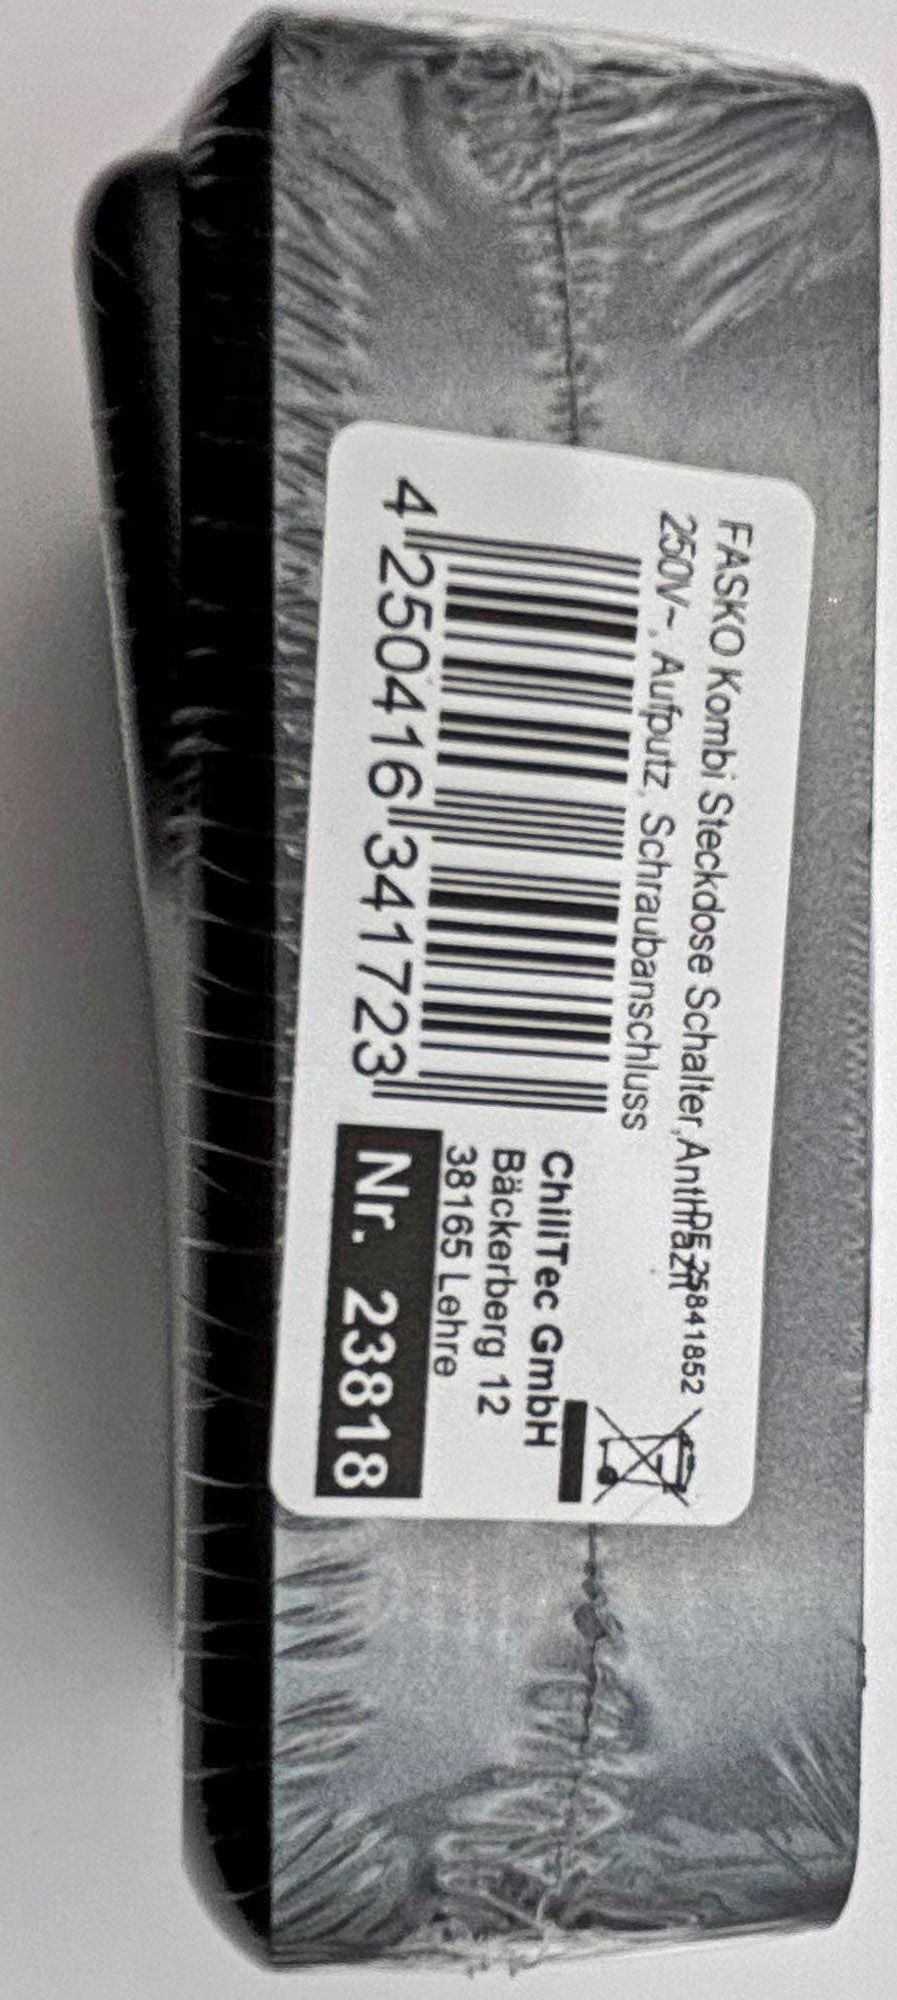 FASKO Kombi Steckdose Schalter,Anthrazit
DE 25841852
250V~, Aufputz, Schraubanschluss
4 250416 341723
ChiliTec GmbH
Bäckerberg 12
38165 Lehre
Nr. 23818